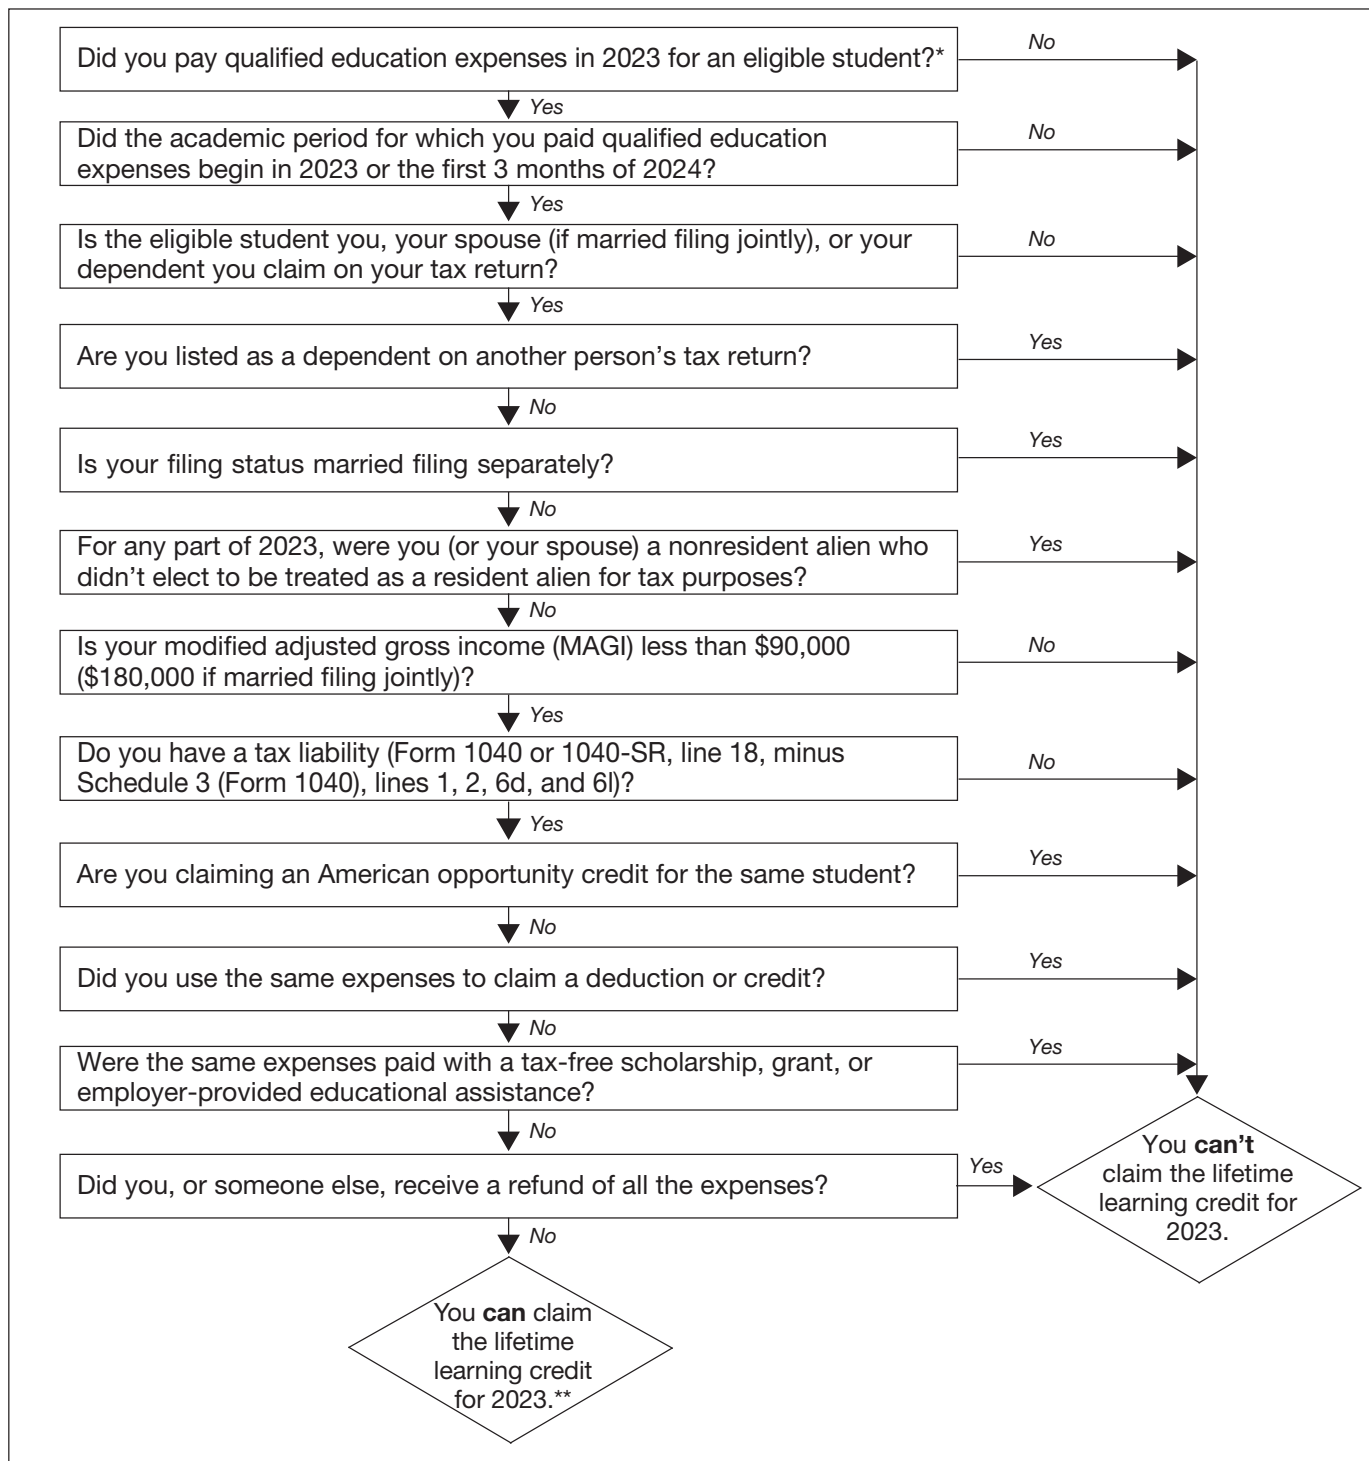 Did you pay qualified education expenses in 2023 for an eligible student?*
No
Yes
Did the academic period for which you paid qualified education
expenses begin in 2023 or the first 3 months of 2024?
No
Yes
Is the eligible student you, your spouse (if married filing jointly), or your
dependent you claim on your tax return?
No
Yes
Are you listed as a dependent on another person’s tax return?
Yes
No
Is your filing status married filing separately?
Yes
No
For any part of 2023, were you (or your spouse) a nonresident alien who
didn’t elect to be treated as a resident alien for tax purposes?
Yes
No
Is your modified adjusted gross income (MAGI) less than $90,000
($180,000 if married filing jointly)?
No
Yes
Do you have a tax liability (Form 1040 or 1040-SR, line 18, minus
Schedule 3 (Form 1040), lines 1, 2, 6d, and 6l)?
No
Yes
Are you claiming an American opportunity credit for the same student?
Yes
No
Did you use the same expenses to claim a deduction or credit?
Yes
No
Were the same expenses paid with a tax-free scholarship, grant, or
employer-provided educational assistance?
Yes
No
Did you, or someone else, receive a refund of all the expenses?
Yes
No
You can't
claim the lifetime
learning credit for
2023.
You can claim
the lifetime
learning credit
for 2023.**